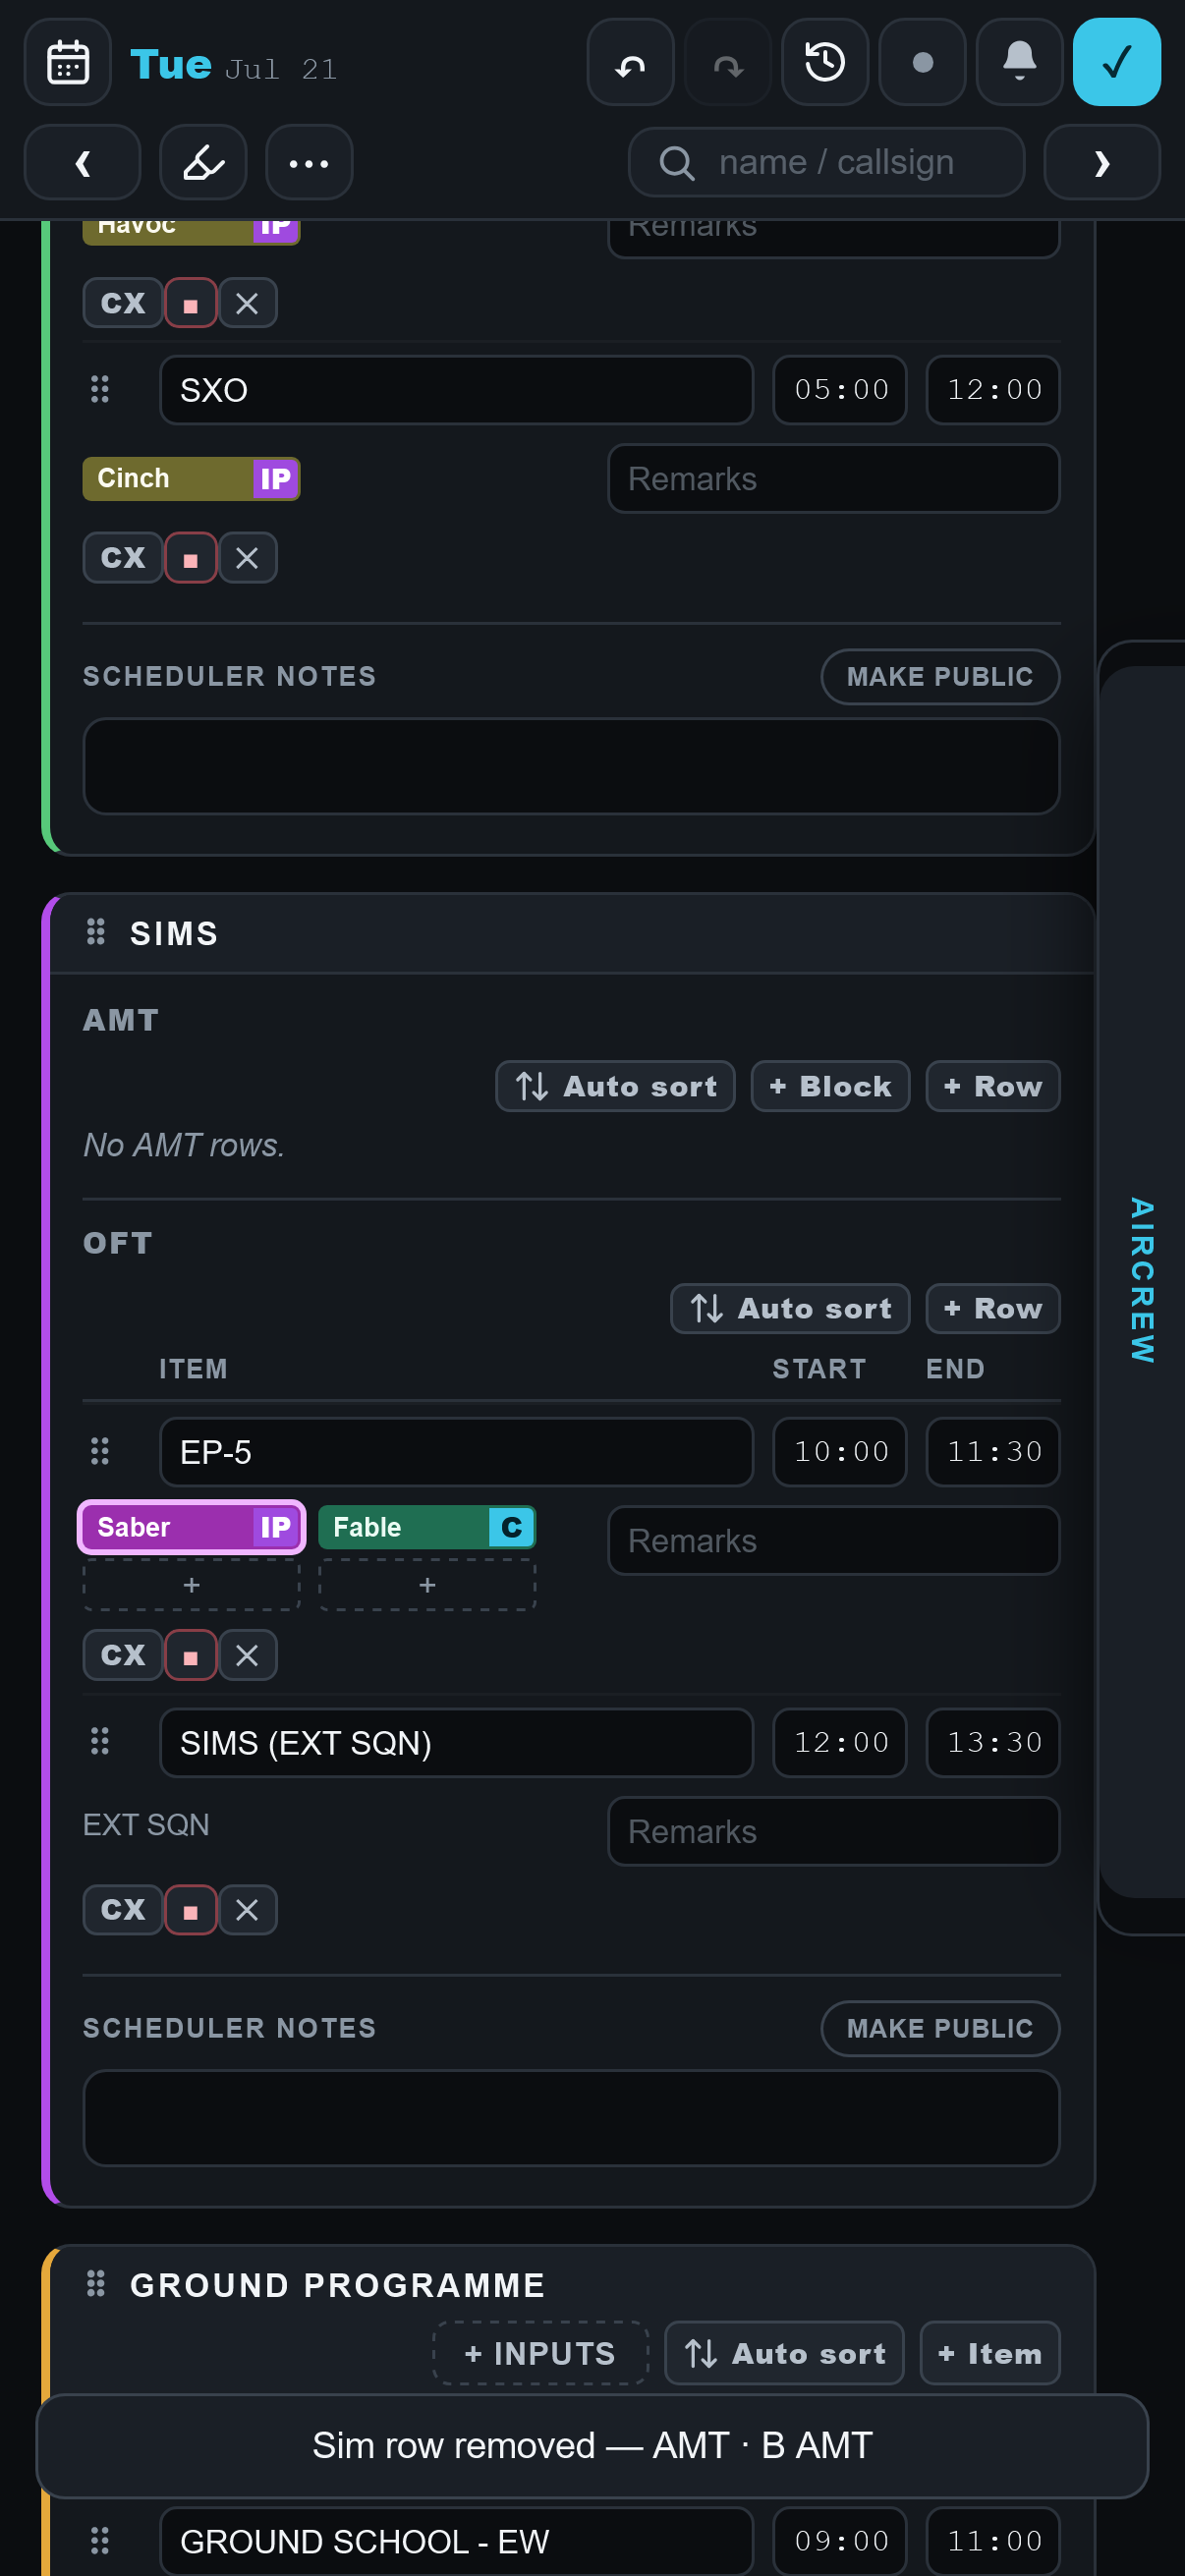 Tue Jul 21
name / callsign
Havoc IP Remarks
CX
SXO 05:00 12:00
Cinch IP Remarks
CX
SCHEDULER NOTES MAKE PUBLIC
SIMS
AMT
Auto sort + Block + Row
No AMT rows.
OFT
Auto sort + Row
ITEM START END
EP-5 10:00 11:30
Saber IP Fable C Remarks
+ +
CX
SIMS (EXT SQN) 12:00 13:30
EXT SQN Remarks
CX
SCHEDULER NOTES MAKE PUBLIC
AIRCREW
GROUND PROGRAMME
+ INPUTS Auto sort + Item
Sim row removed — AMT · B AMT
GROUND SCHOOL - EW 09:00 11:00